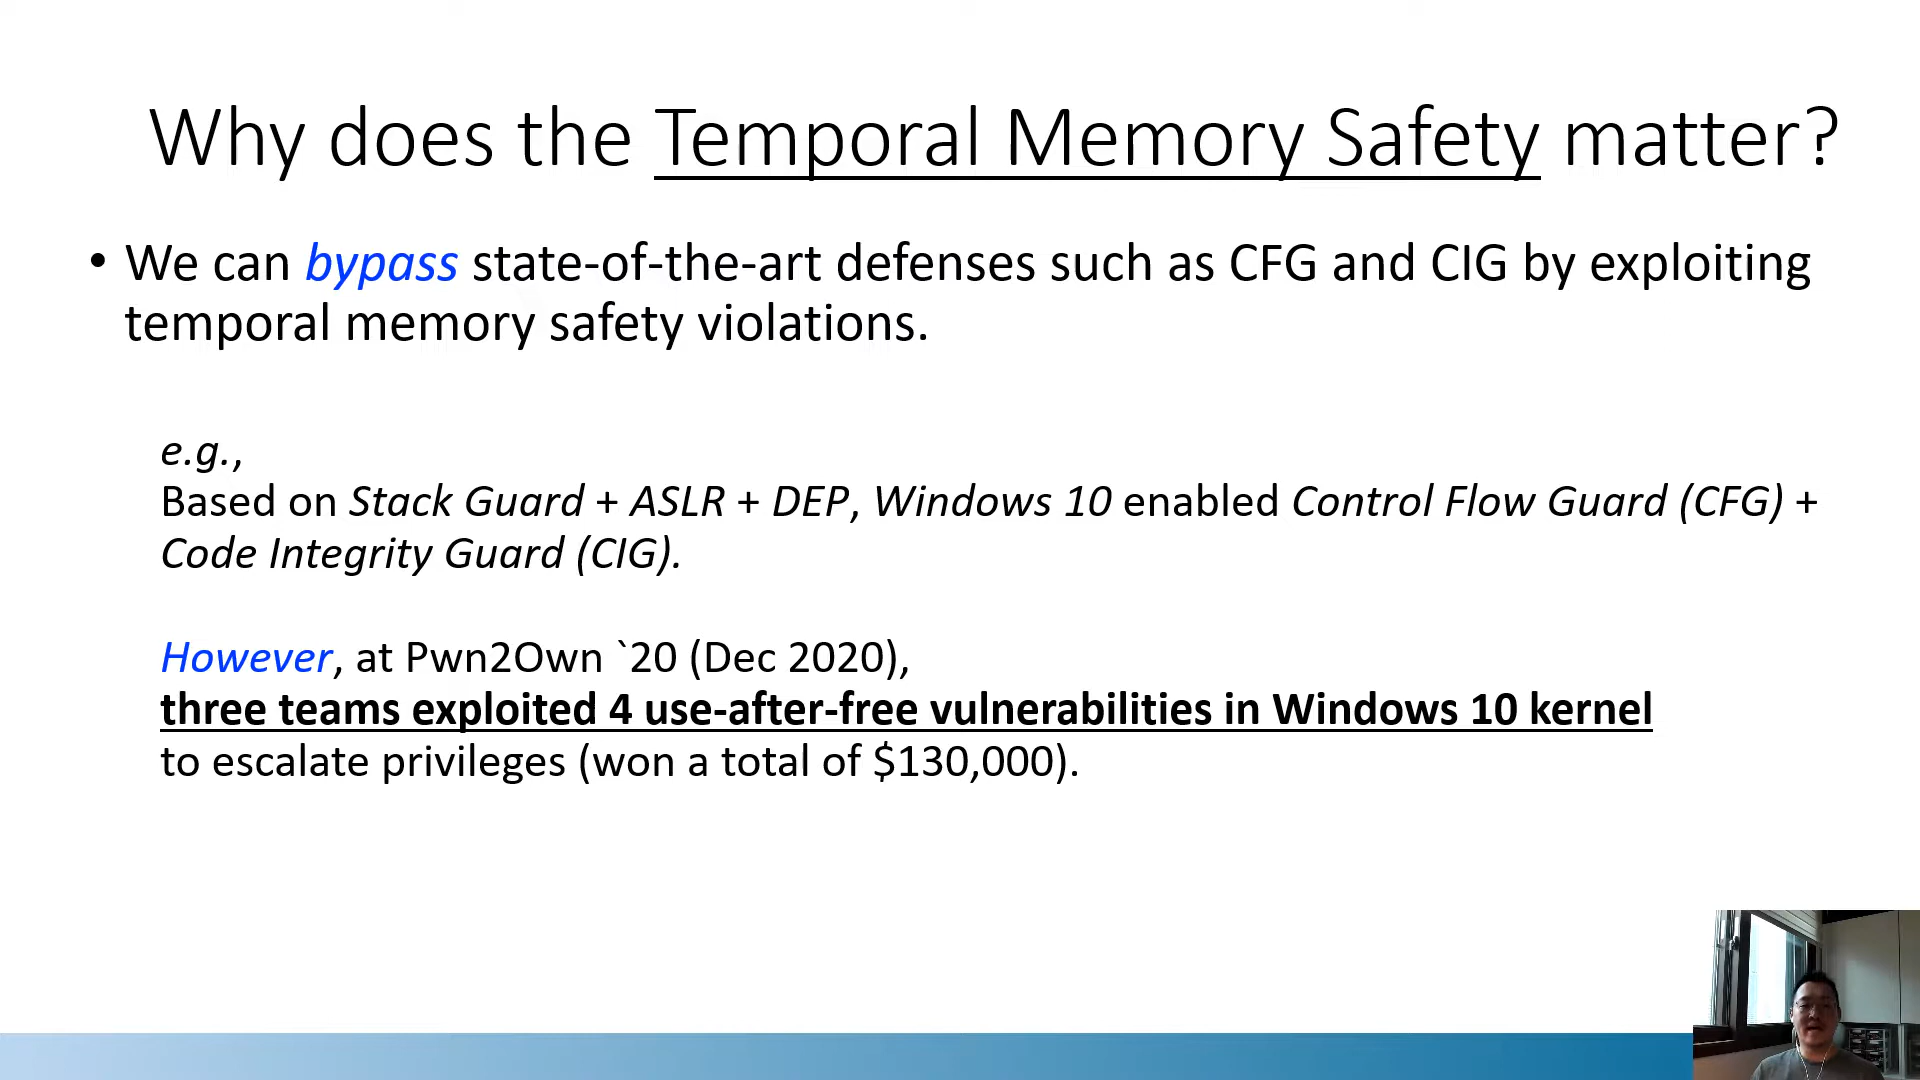 Why does the Temporal Memory Safety matter?
• We can bypass state-of-the-art defenses such as CFG and CIG by exploiting
temporal memory safety violations.
e.g.,
Based on Stack Guard + ASLR + DEP, Windows 10 enabled Control Flow Guard (CFG) +
Code Integrity Guard (CIG).
However, at Pwn2Own `20 (Dec 2020),
three teams exploited 4 use-after-free vulnerabilities in Windows 10 kernel
to escalate privileges (won a total of $130,000).